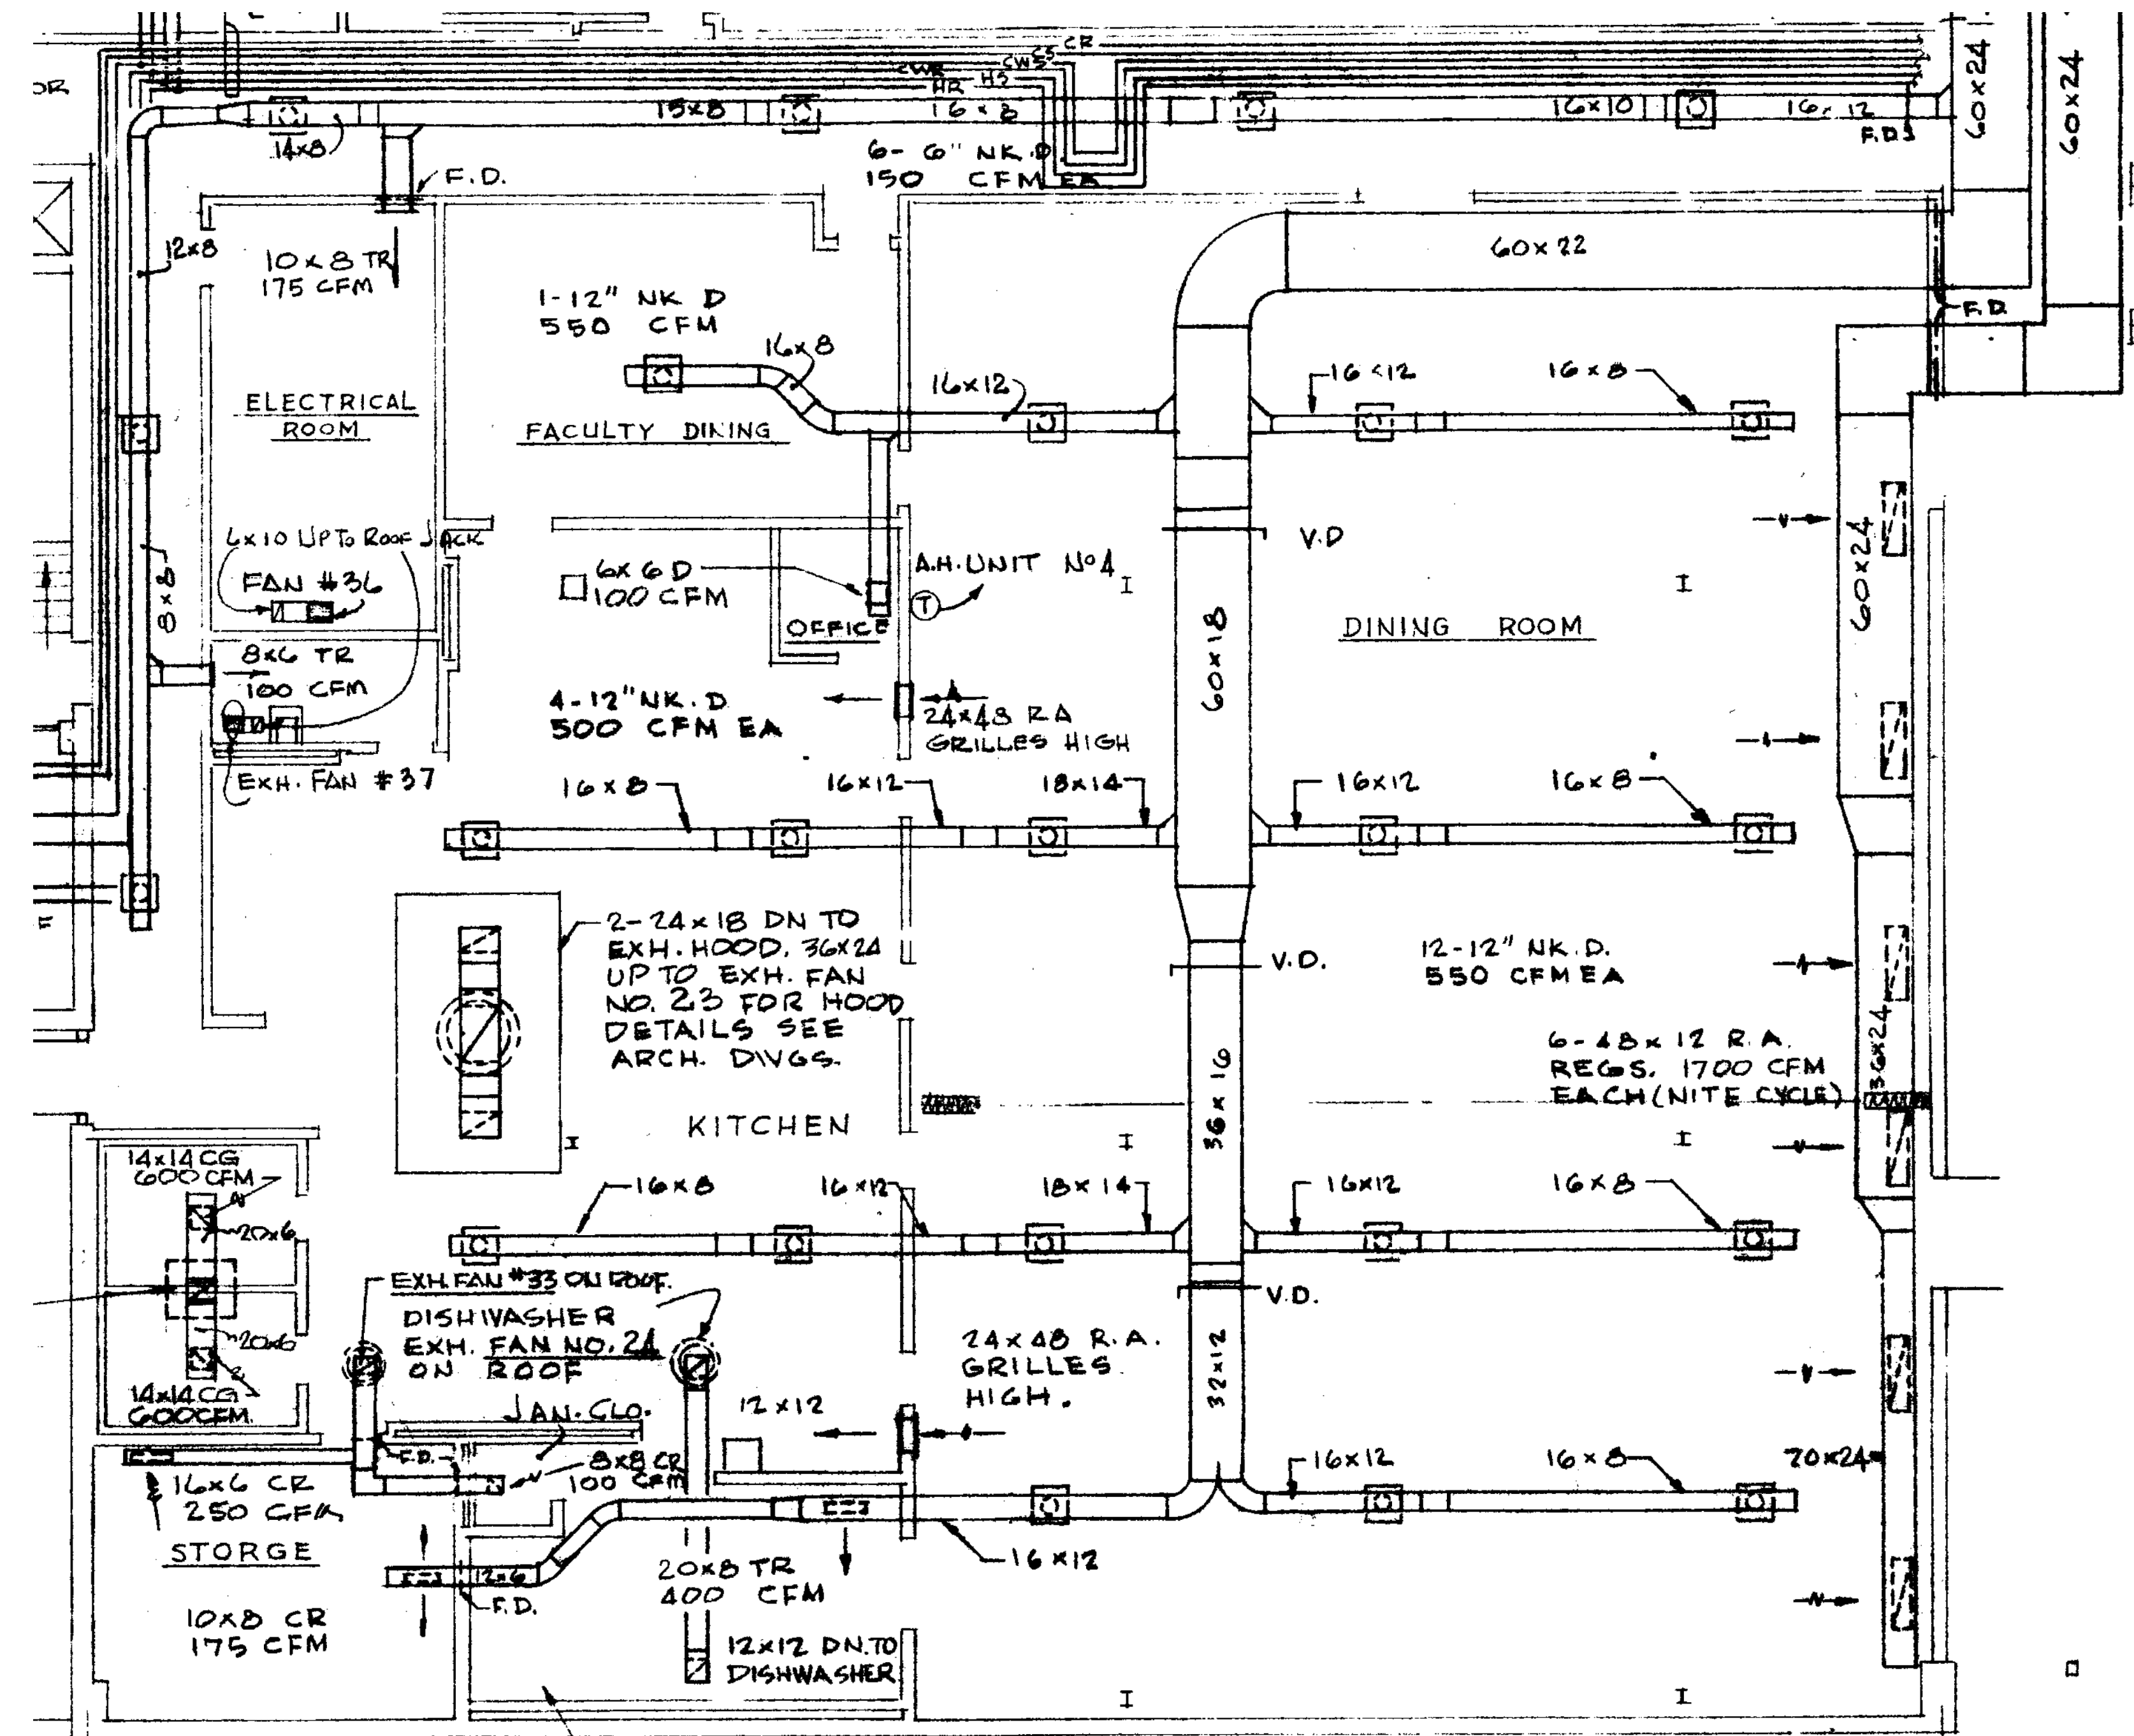 OR
CR
CWS
CWR
HS
HR
15x8
16x8
16x10
16x12
F.D.
60x24
60x24
14x8
6-6" NK.D
150 CFM EA
F.D.
12x8
10x8 TR
175 CFM
60x22
F.D.
1-12" NK D
550 CFM
16x8
16x12
16x12
16x8
ELECTRICAL
ROOM
FACULTY DINING
6x10 UP TO ROOF JACK
FAN #36
8x8
6x6 D
100 CFM
OFFICE
A.H. UNIT No4
T
V.D
60x18
DINING ROOM
60x24
8x6 TR
100 CFM
4-12" NK.D.
500 CFM EA
24x48 RA
GRILLES HIGH
EXH. FAN #37
16x8
16x12
18x14
16x12
16x8
2-24x18 DN TO
EXH. HOOD. 36x24
UP TO EXH. FAN
NO. 23 FOR HOOD
DETAILS SEE
ARCH. DWGS.
V.D.
12-12" NK.D.
550 CFM EA
36x16
36x24
6-48x12 R.A.
REGS. 1700 CFM
EACH (NITE CYCLE)
KITCHEN
14x14 CG
600 CFM
20x6
16x8
16x12
18x14
16x12
16x8
EXH. FAN #33 ON ROOF.
DISHWASHER
EXH. FAN NO. 24
ON ROOF
V.D.
20x6
14x14 CG
600 CFM
24x48 R.A.
GRILLES
HIGH.
32x12
JAN. CLO.
12x12
F.D.
8x8 CR
100 CFM
16x6 CR
250 CFM
STORGE
16x12
16x8
20x24
12x6
F.D.
20x8 TR
400 CFM
16x12
10x8 CR
175 CFM
12x12 DN. TO
DISHWASHER